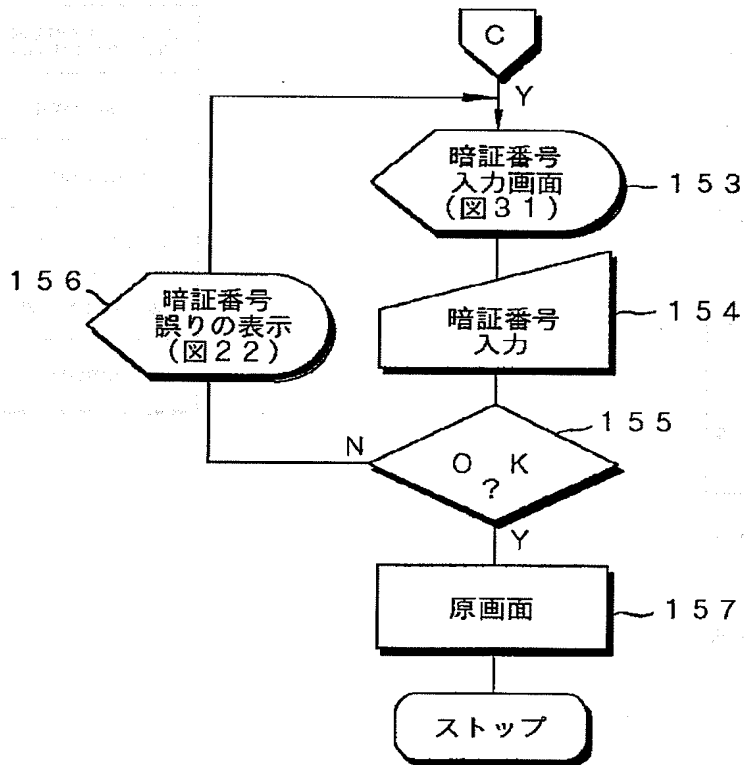 C
Y
暗証番号
入力画面
(図31)
153
156
暗証番号
誤りの表示
(図22)
暗証番号
入力
154
155
N
O K
?
Y
原画面
157
ストップ